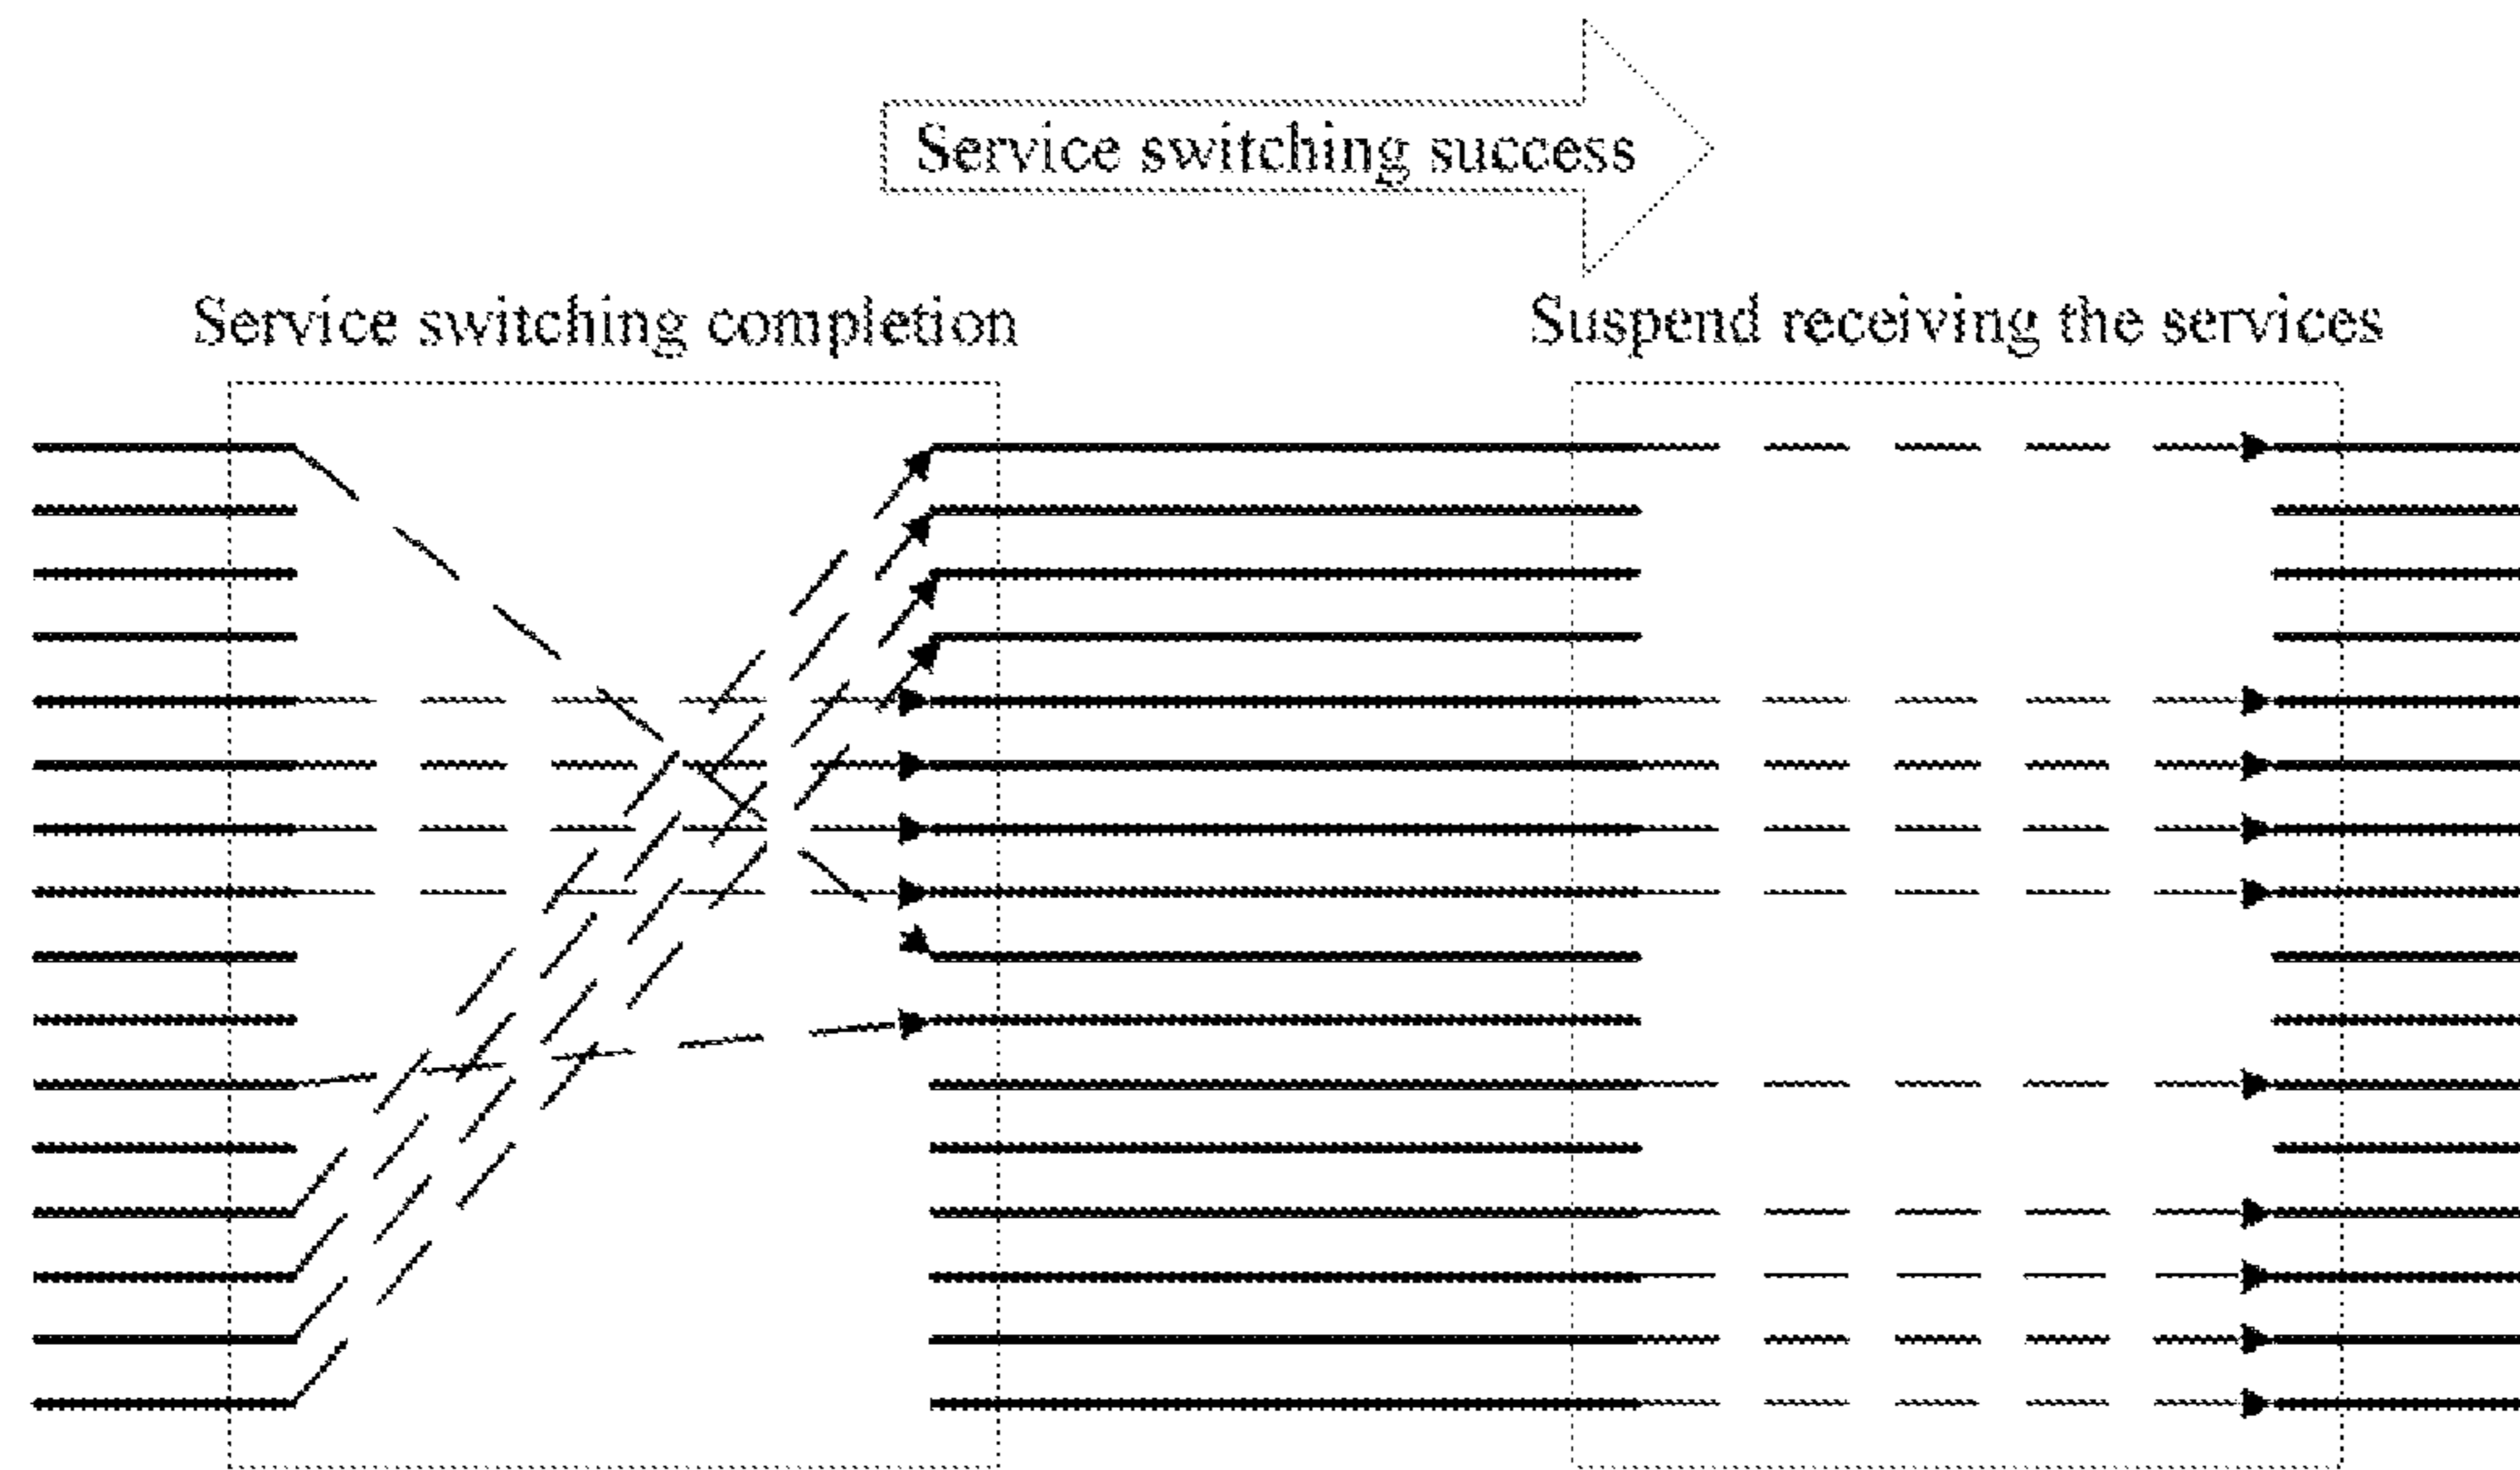 Service switching success
Service switching completion
Suspend receiving the services